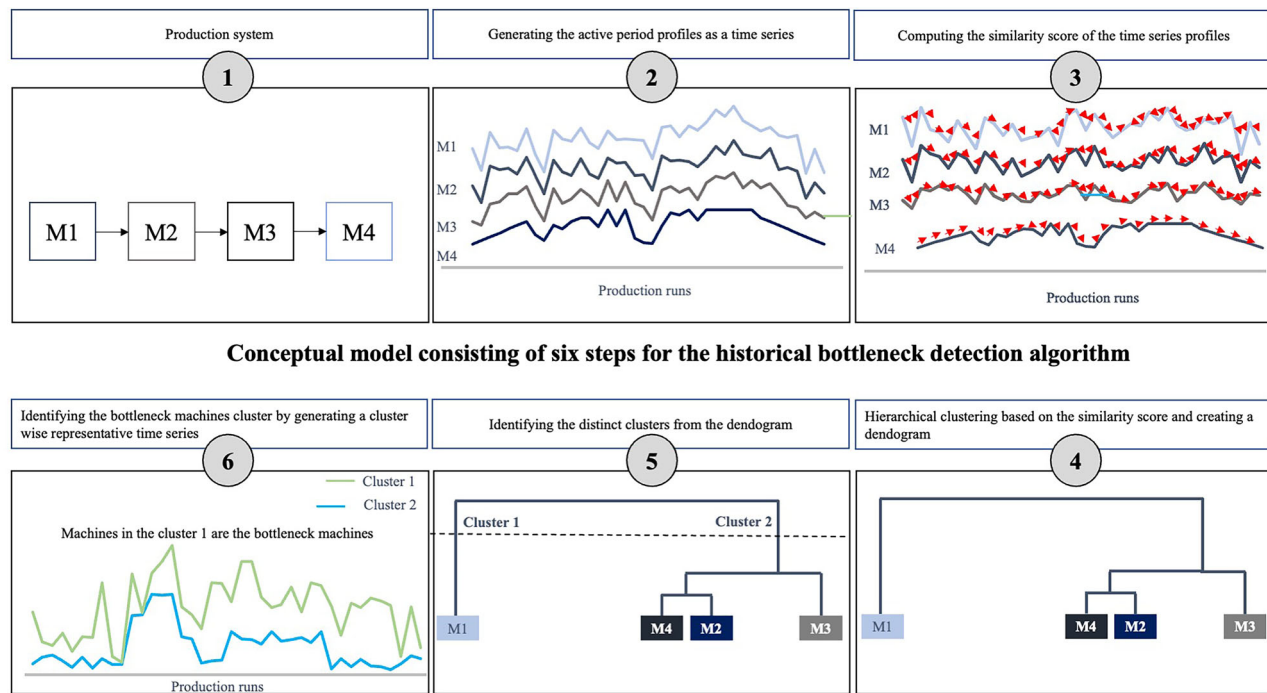 Production system
Generating the active period profiles as a time series
Computing the similarity score of the time series profiles
1
2
3
M1
M2
M3
M4
M1
M2
M3
M4
Production runs
M1
M2
M3
M4
Production runs
Conceptual model consisting of six steps for the historical bottleneck detection algorithm
Identifying the bottleneck machines cluster by generating a cluster
wise representative time series
Identifying the distinct clusters from the dendogram
Hierarchical clustering based on the similarity score and creating a
dendogram
6
5
4
Cluster 1
Cluster 2
Machines in the cluster 1 are the bottleneck machines
Production runs
Cluster 1
Cluster 2
M1
M4
M2
M3
M1
M4
M2
M3